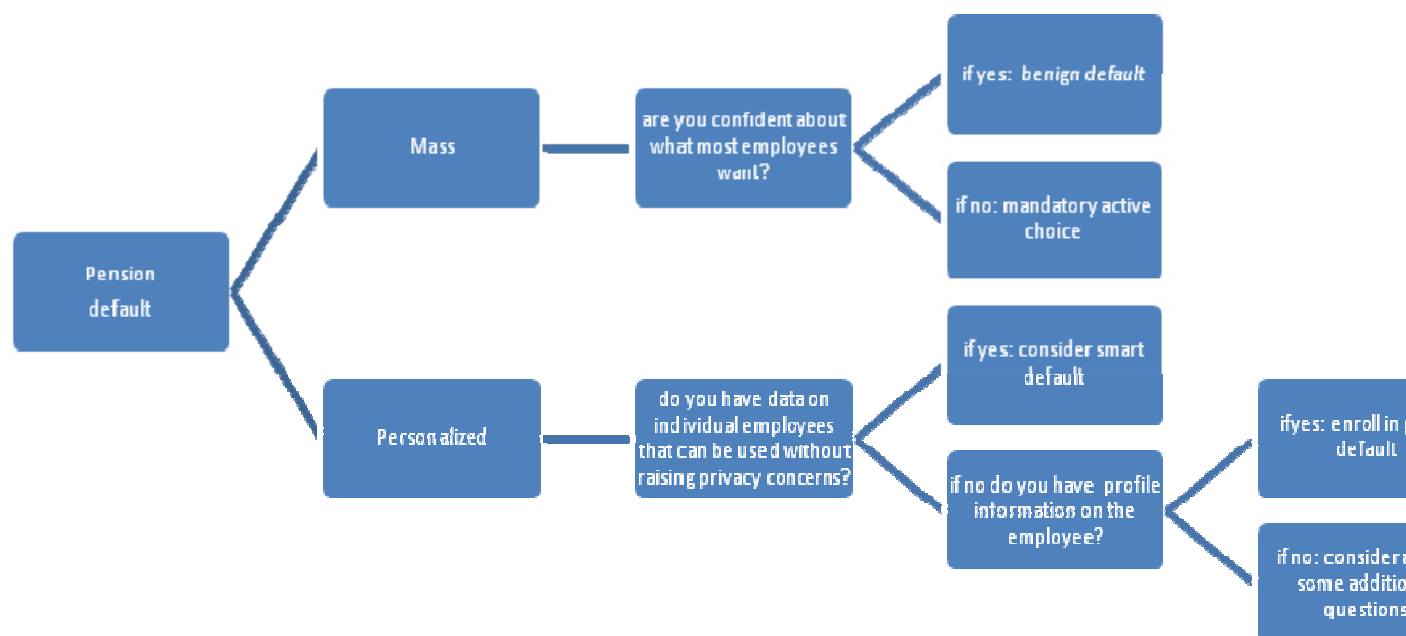 Pension
default
Mass
are you confident about
what most employees
want?
if yes: benign default
if no: mandatory active
choice
Personalized
do you have data on
individual employees
that can be used without
raising privacy concerns?
if yes: consider smart
default
if no do you have profile
information on the
employee?
ifyes: enroll in
default
if no: consider
some
questions